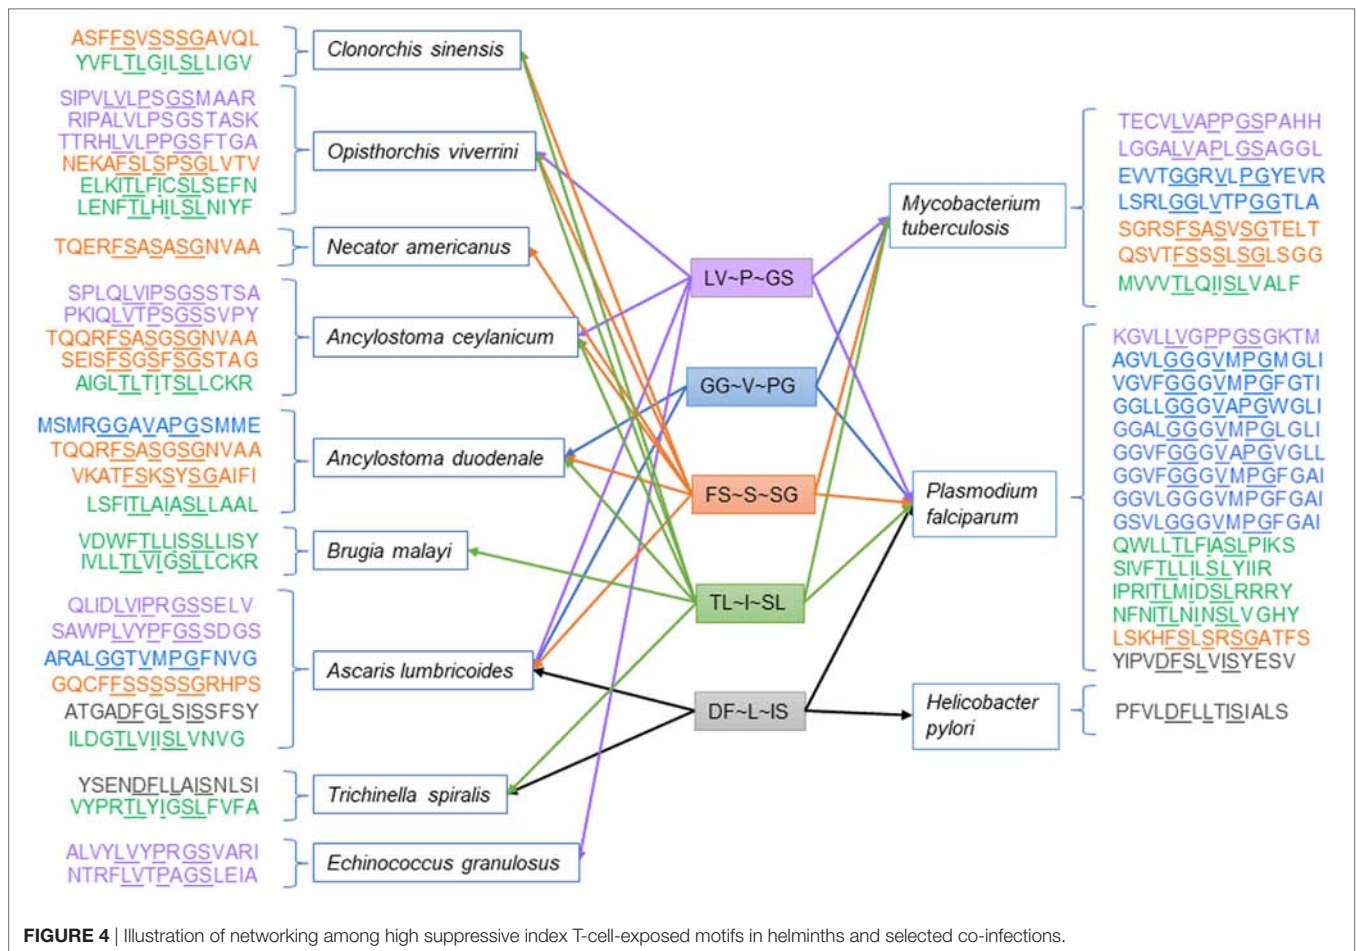 ASFFSVSSSGAVQL
YVFLTLGILSLLIGV
Clonorchis sinensis
SIPVLVLPSGSMAAR
RIPALVLPSGSTASK
TTRHLVLPPGSFTGA
NEKAFSLSPSGLVTV
ELKITLFICSLSEFN
LENFTLHILSLNIYF
Opisthorchis viverrini
TQERFSASASGNVAA
Necator americanus
SPLQLVIPSGSSTSA
PKIQLVTPSGSSVPY
TQQRFSASGSGNVAA
SEISFSGSFSGSTAG
AIGLTLTITSLLCKR
Ancylostoma ceylanicum
MSMRGGAVAPGSMME
TQQRFSASGSGNVAA
VKATFSKSYSGAIFI
LSFITLAIASLLAAL
Ancylostoma duodenale
VDWFTLLISSLLISY
IVLLTLVIGSLLCKR
Brugia malayi
QLIDLVIPRGSSELV
SAWPLVYPFGSSDGS
ARALGGTVMPGFNVG
GQCFFSSSSSGRHPS
ATGADFGLSISSFSY
ILDGTLVIISLVNVG
Ascaris lumbricoides
YSENDFLLAISNLSI
VYPRTLYIGSLFVFA
Trichinella spiralis
ALVYLVYPRGSVARI
NTRFLVTPAGSLEIA
Echinococcus granulosus
LV~P~GS
GG~V~PG
FS~S~SG
TL~I~SL
DF~L~IS
Mycobacterium
tuberculosis
TECVLVAPPGSPAHH
LGGALVAPLGSAGGL
EVVTGGRVLPGYEVR
LSRLGGLVTPGGTLA
SGRSFSASVSGTELT
QSVTFSSSLSGLSGG
MVVVTLQIISLVALF
Plasmodium
falciparum
KGVLLVGPPGSGKTM
AGVLGGGVMPGMGLI
VGVFGGGVMPGFGTI
GGLLGGGVAPGWGLI
GGALGGGVMPGLGLI
GGVFGGGVAPGVGLL
GGVFGGGVMPGFGAI
GGVLGGGVMPGFGAI
GSVLGGGVMPGFGAI
QWLLTLFIASLPIKS
SIVFTLLILSLYIIR
IPRITLMIDSLRRRY
NFNITLNINSLVGHY
LSKHFSLSRSGATFS
YIPVDFSLVISYESV
Helicobacter
pylori
PFVLDFLLTISIALS
FIGURE 4 | Illustration of networking among high suppressive index T-cell-exposed motifs in helminths and selected co-infections.